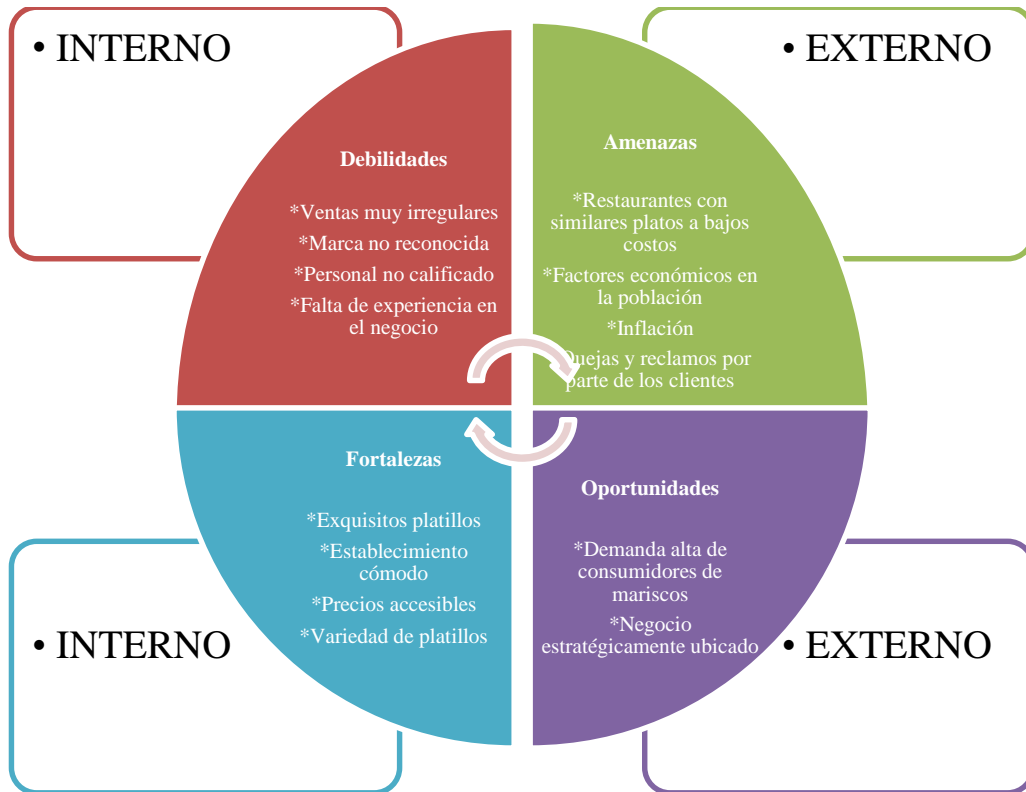 • INTERNO
• EXTERNO
Debilidades
*Ventas muy irregulares
*Marca no reconocida
*Personal no calificado
*Falta de experiencia en
el negocio
Amenazas
*Restaurantes con
similares platos a bajos
costos
*Factores económicos en
la población
*Inflación
*Quejas y reclamos por
parte de los clientes
Fortalezas
*Exquisitos platillos
*Establecimiento
cómodo
*Precios accesibles
*Variedad de platillos
Oportunidades
*Demanda alta de
consumidores de
mariscos
*Negocio
estratégicamente ubicado
• INTERNO
• EXTERNO